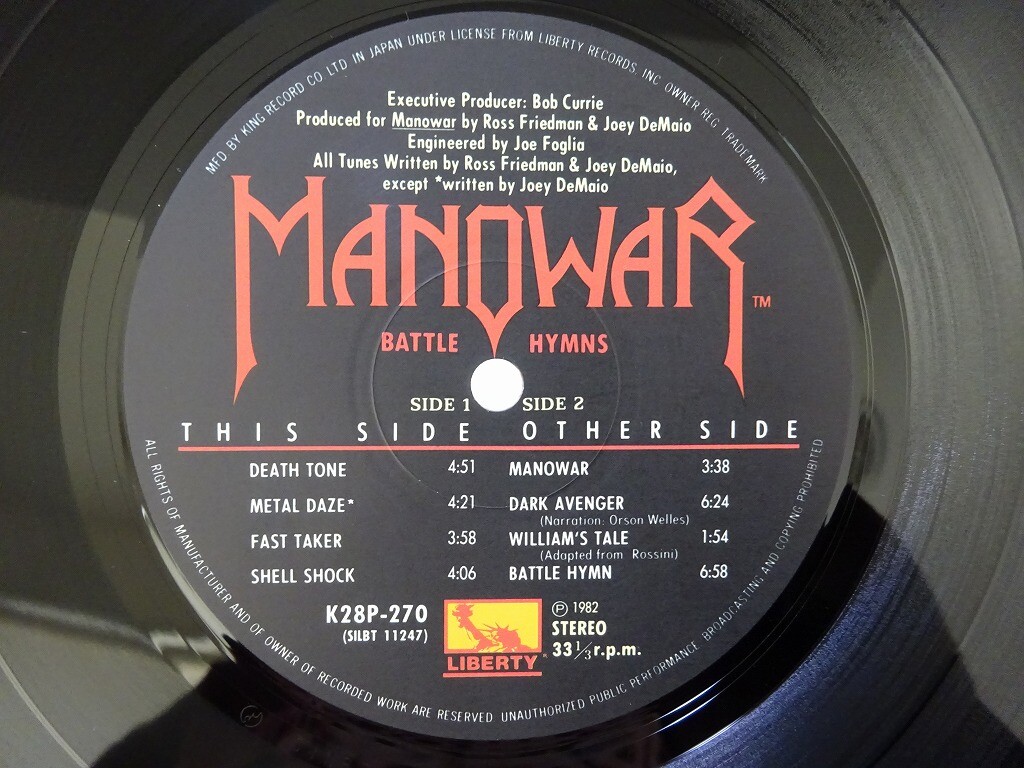 MFD BY KING RECORD CO LTD IN JAPAN UNDER LICENSE FROM LIBERTY RECORDS, INC OWNER REG TRADEMARK
Executive Producer: Bob Currie
Produced for Manowar by Ross Friedman & Joey DeMaio
Engineered by Joe Foglia
All Tunes Written by Ross Friedman & Joey DeMaio,
except *written by Joey DeMaio
MANOWAR TM
BATTLE HYMNS
SIDE 1 SIDE 2
THIS SIDE OTHER SIDE
DEATH TONE 4:51 MANOWAR 3:38
METAL DAZE* 4:21 DARK AVENGER 6:24
(Narration: Orson Welles)
FAST TAKER 3:58 WILLIAM'S TALE 1:54
(Adapted from Rossini)
SHELL SHOCK 4:06 BATTLE HYMN 6:58
K28P-270
(SILBT 11247)
LIBERTY
℗ 1982
STEREO
33 1/3 r.p.m.
ALL RIGHTS OF MANUFACTURER AND OF OWNER OF RECORDED WORK ARE RESERVED. UNAUTHORIZED PUBLIC PERFORMANCE, BROADCASTING AND COPYING PROHIBITED